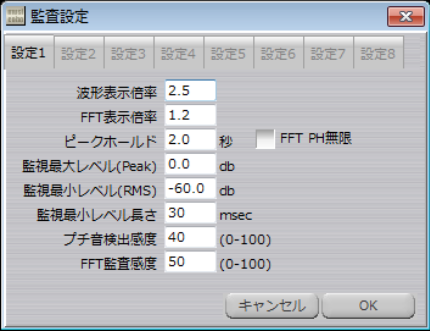 監査設定
設定1 設定2 設定3 設定4 設定5 設定6 設定7 設定8
波形表示倍率 2.5
FFT表示倍率 1.2
ピークホールド 2.0 秒 FFT PH無限
監視最大レベル(Peak) 0.0 db
監視最小レベル(RMS) -60.0 db
監視最小レベル長さ 30 msec
プチ音検出感度 40 (0-100)
FFT監査感度 50 (0-100)
キャンセル OK